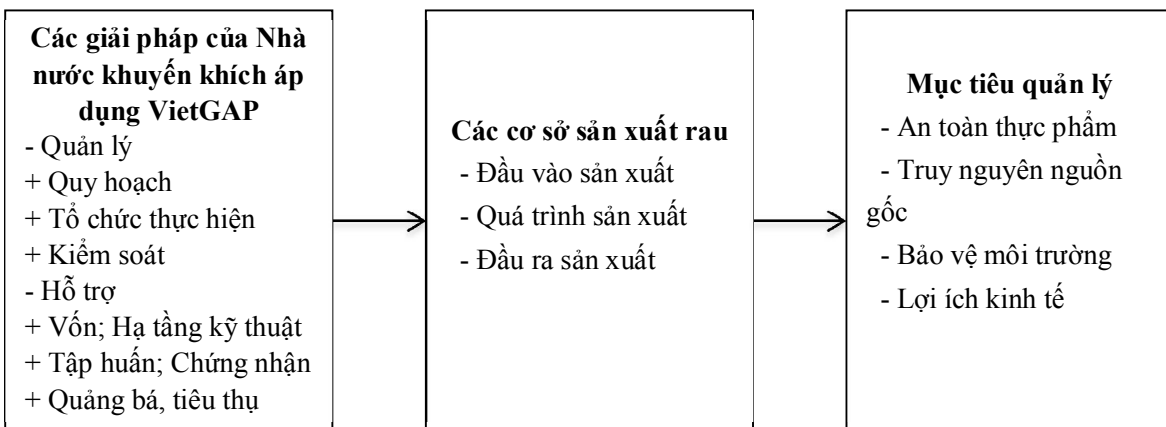 Các giải pháp của Nhà
nước khuyến khích áp
dụng VietGAP
- Quản lý
+ Quy hoạch
+ Tổ chức thực hiện
+ Kiểm soát
- Hỗ trợ
+ Vốn; Hạ tầng kỹ thuật
+ Tập huấn; Chứng nhận
+ Quảng bá, tiêu thụ
Các cơ sở sản xuất rau
- Đầu vào sản xuất
- Quá trình sản xuất
- Đầu ra sản xuất
Mục tiêu quản lý
- An toàn thực phẩm
- Truy nguyên nguồn
gốc
- Bảo vệ môi trường
- Lợi ích kinh tế